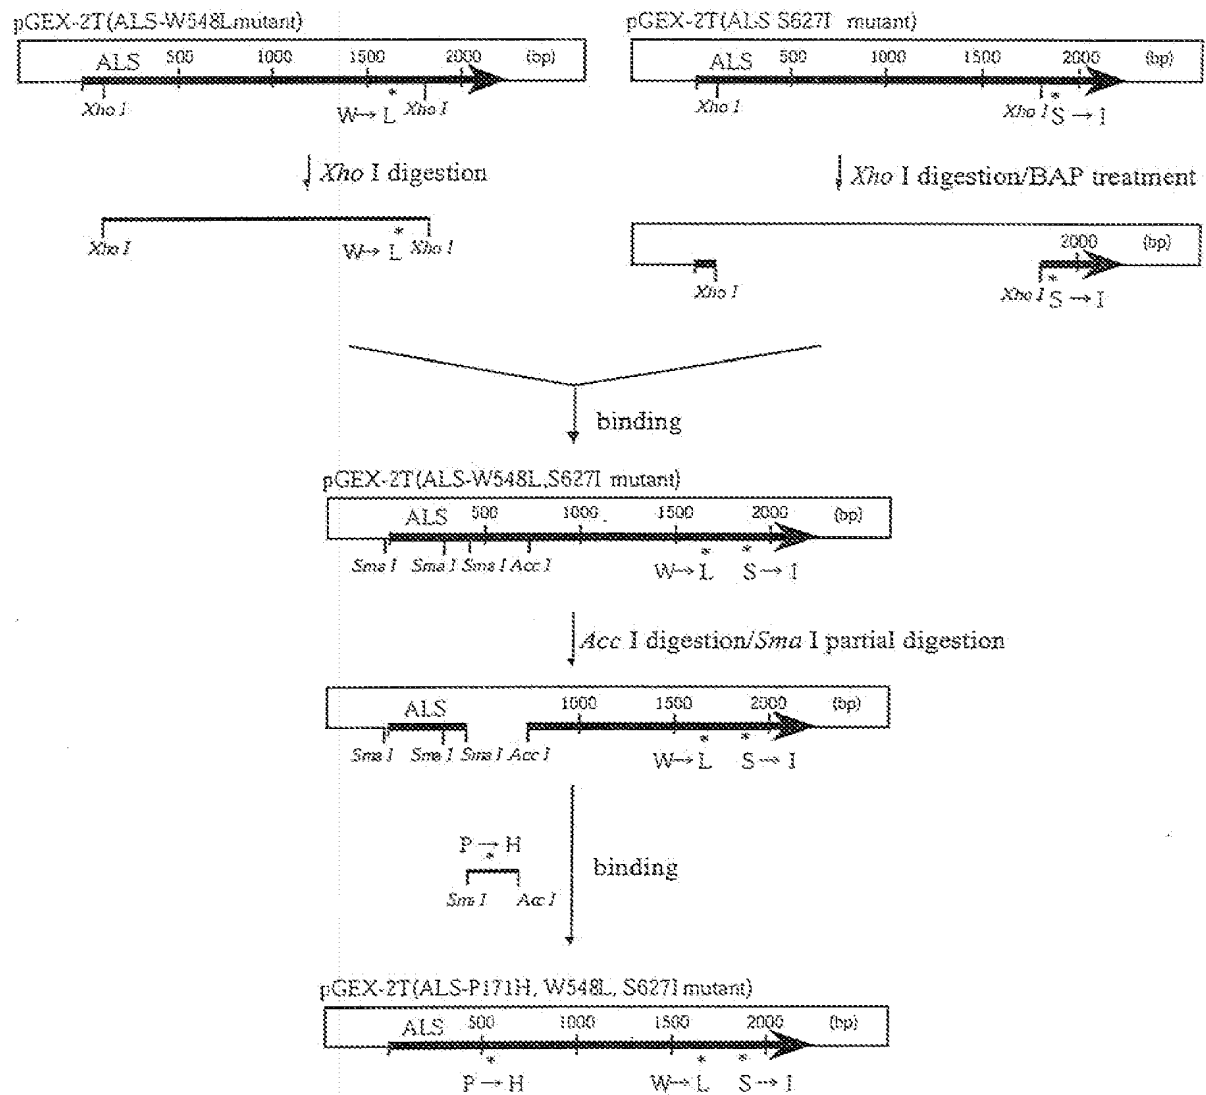 pGEX-2T(ALS-W548L mutant)
ALS 500 1000 1500 2000 (bp)
Xho I W→ L Xho I
*
pGEX-2T(ALS S627I mutant)
ALS 500 1000 1500 2000 (bp)
Xho I Xho I S → I
*
Xho I digestion
Xho I digestion/BAP treatment
Xho I W→ L Xho I
*
2000 (bp)
Xho I Xho I S → I
*
binding
pGEX-2T(ALS-W548L,S627I mutant)
ALS 500 1000 1500 2000 (bp)
Sma I Sma I Sma I Acc I W→ L S → I
* *
Acc I digestion/Sma I partial digestion
ALS 1000 1500 2000 (bp)
Sma I Sma I Sma I Acc I W→ L S → I
* *
P → H
*
Sma I Acc I
binding
pGEX-2T(ALS-P171H, W548L, S627I mutant)
ALS 500 1000 1500 2000 (bp)
* * *
P → H W→ L S → I